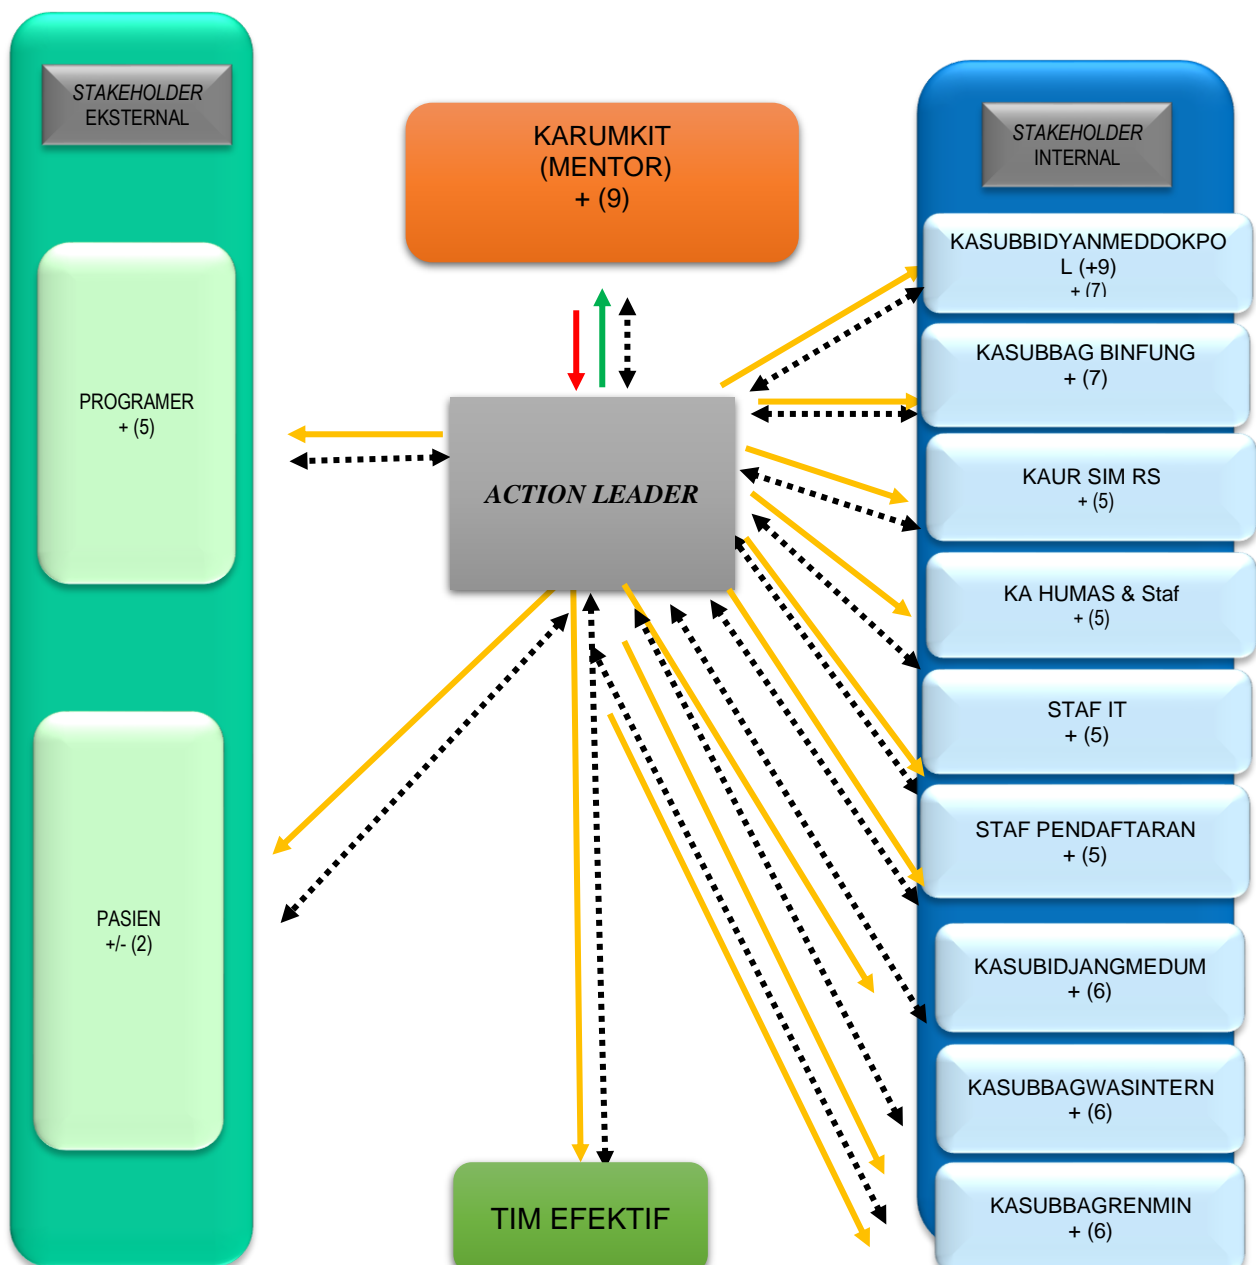 STAKEHOLDER
EKSTERNAL
PROGRAMER
+ (5)
PASIEN
+/- (2)
KARUMKIT
(MENTOR)
+ (9)
ACTION LEADER
TIM EFEKTIF
STAKEHOLDER
INTERNAL
KASUBBIDYANMEDDOKPO
L (+9)
+ (7)
KASUBBAG BINFUNG
+ (7)
KAUR SIM RS
+ (5)
KA HUMAS & Staf
+ (5)
STAF IT
+ (5)
STAF PENDAFTARAN
+ (5)
KASUBIDJANGMEDUM
+ (6)
KASUBBAGWASINTERN
+ (6)
KASUBBAGRENMIN
+ (6)